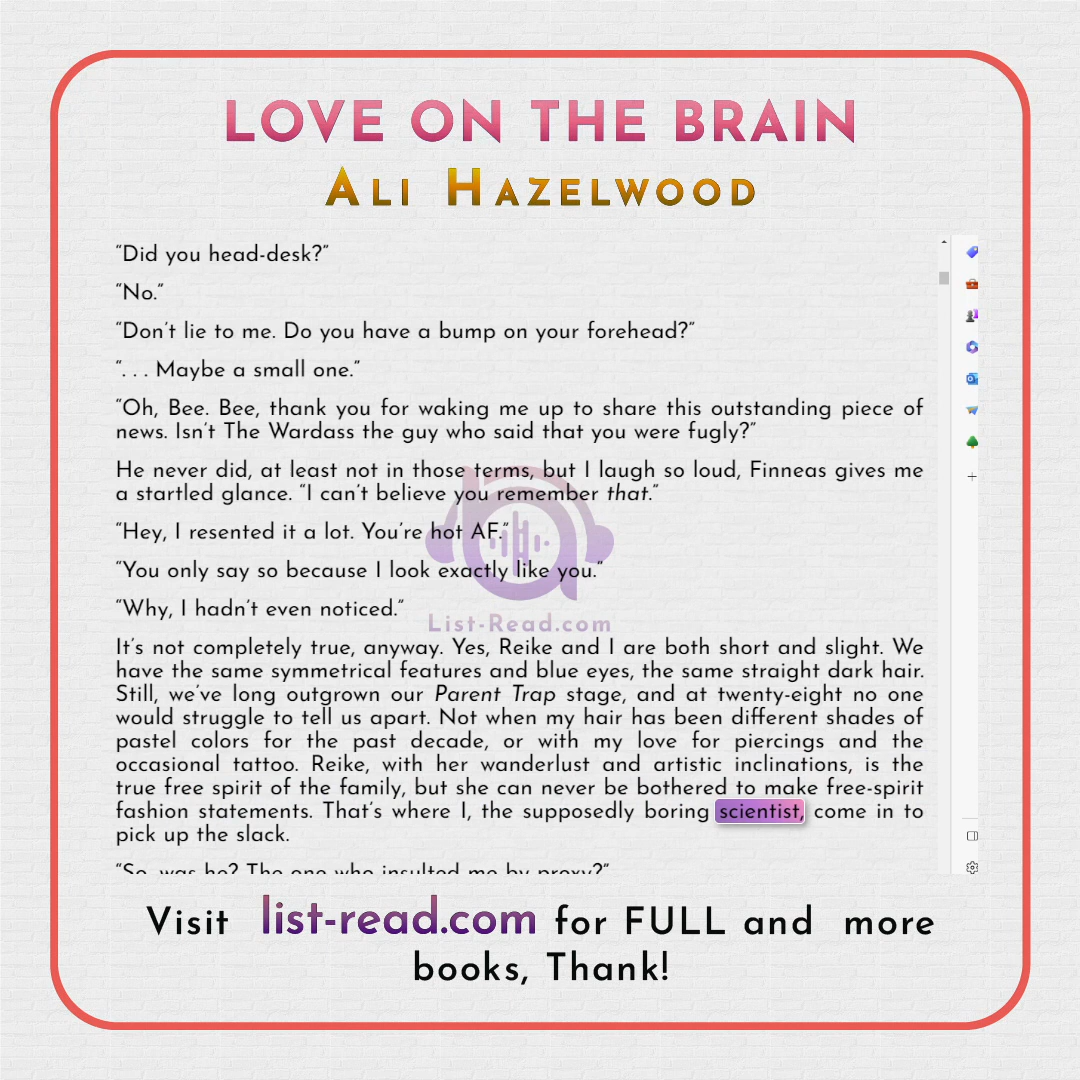 LOVE ON THE BRAIN
ALI HAZELWOOD
“Did you head-desk?”
“No.”
“Don’t lie to me. Do you have a bump on your forehead?”
“. . . Maybe a small one.”
“Oh, Bee. Bee, thank you for waking me up to share this outstanding piece of
news. Isn’t The Wardass the guy who said that you were fugly?”
He never did, at least not in those terms, but I laugh so loud, Finneas gives me
a startled glance. “I can’t believe you remember that.”
“Hey, I resented it a lot. You’re hot AF.”
“You only say so because I look exactly like you.”
“Why, I hadn’t even noticed.”
List-Read.com
It’s not completely true, anyway. Yes, Reike and I are both short and slight. We
have the same symmetrical features and blue eyes, the same straight dark hair.
Still, we’ve long outgrown our Parent Trap stage, and at twenty-eight no one
would struggle to tell us apart. Not when my hair has been different shades of
pastel colors for the past decade, or with my love for piercings and the
occasional tattoo. Reike, with her wanderlust and artistic inclinations, is the
true free spirit of the family, but she can never be bothered to make free-spirit
fashion statements. That’s where I, the supposedly boring scientist, come in to
pick up the slack.
“So, was he? The one who insulted me by proxy?”
Visit list-read.com for FULL and more
books, Thank!